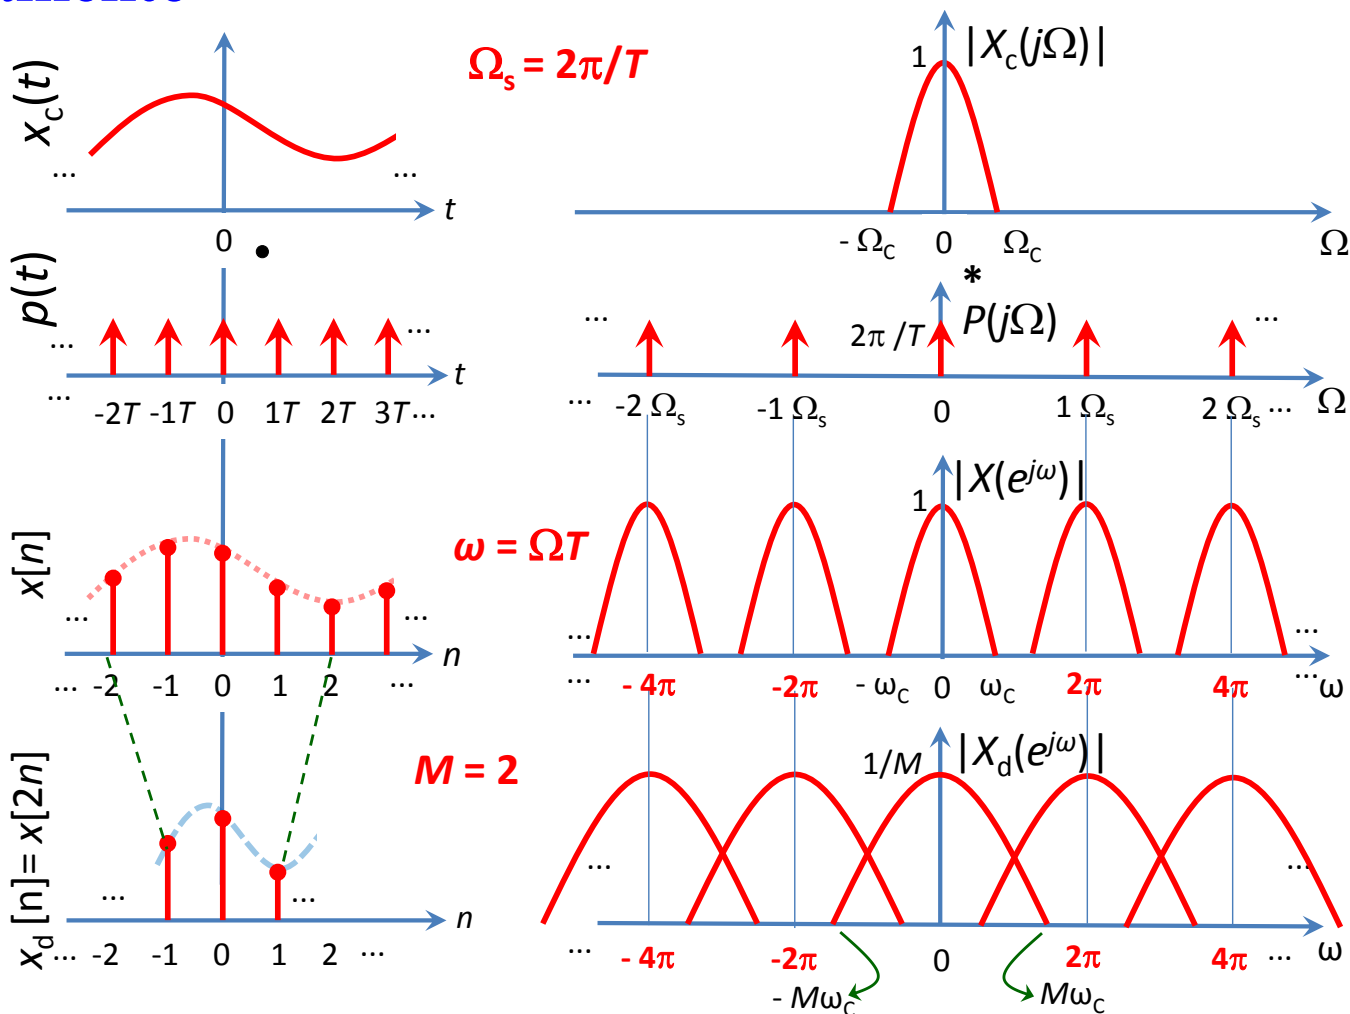 Ω_s = 2π/T
x_c(t)
... ...
t
0
1
|X_c(jΩ)|
- Ω_c 0 Ω_c Ω
•
*
p(t)
... ...
t
... -2T -1T 0 1T 2T 3T...
... ...
2π /T
P(jΩ)
... -2 Ω_s -1 Ω_s 0 1 Ω_s 2 Ω_s ... Ω
x[n]
... ...
n
... -2 -1 0 1 2 ...
ω = ΩT
1
|X(e^{jω})|
... ...
- 4π -2π - ω_c 0 ω_c 2π 4π ... ω
x_d [n] = x[2n]
... ...
n
... -2 -1 0 1 2 ...
M = 2
1/M
|X_d(e^{jω})|
... ...
... - 4π -2π 0 2π 4π ... ω
- Mω_c Mω_c